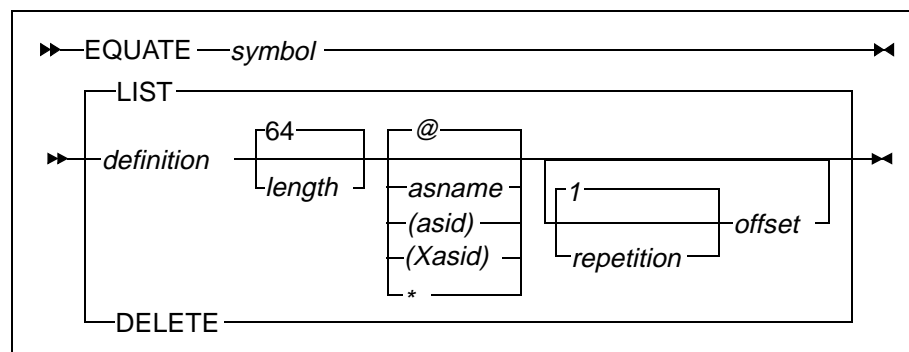 EQUATE symbol
LIST
64 @
definition
length asname
(asid)
(Xasid)
*
1
offset
repetition
DELETE